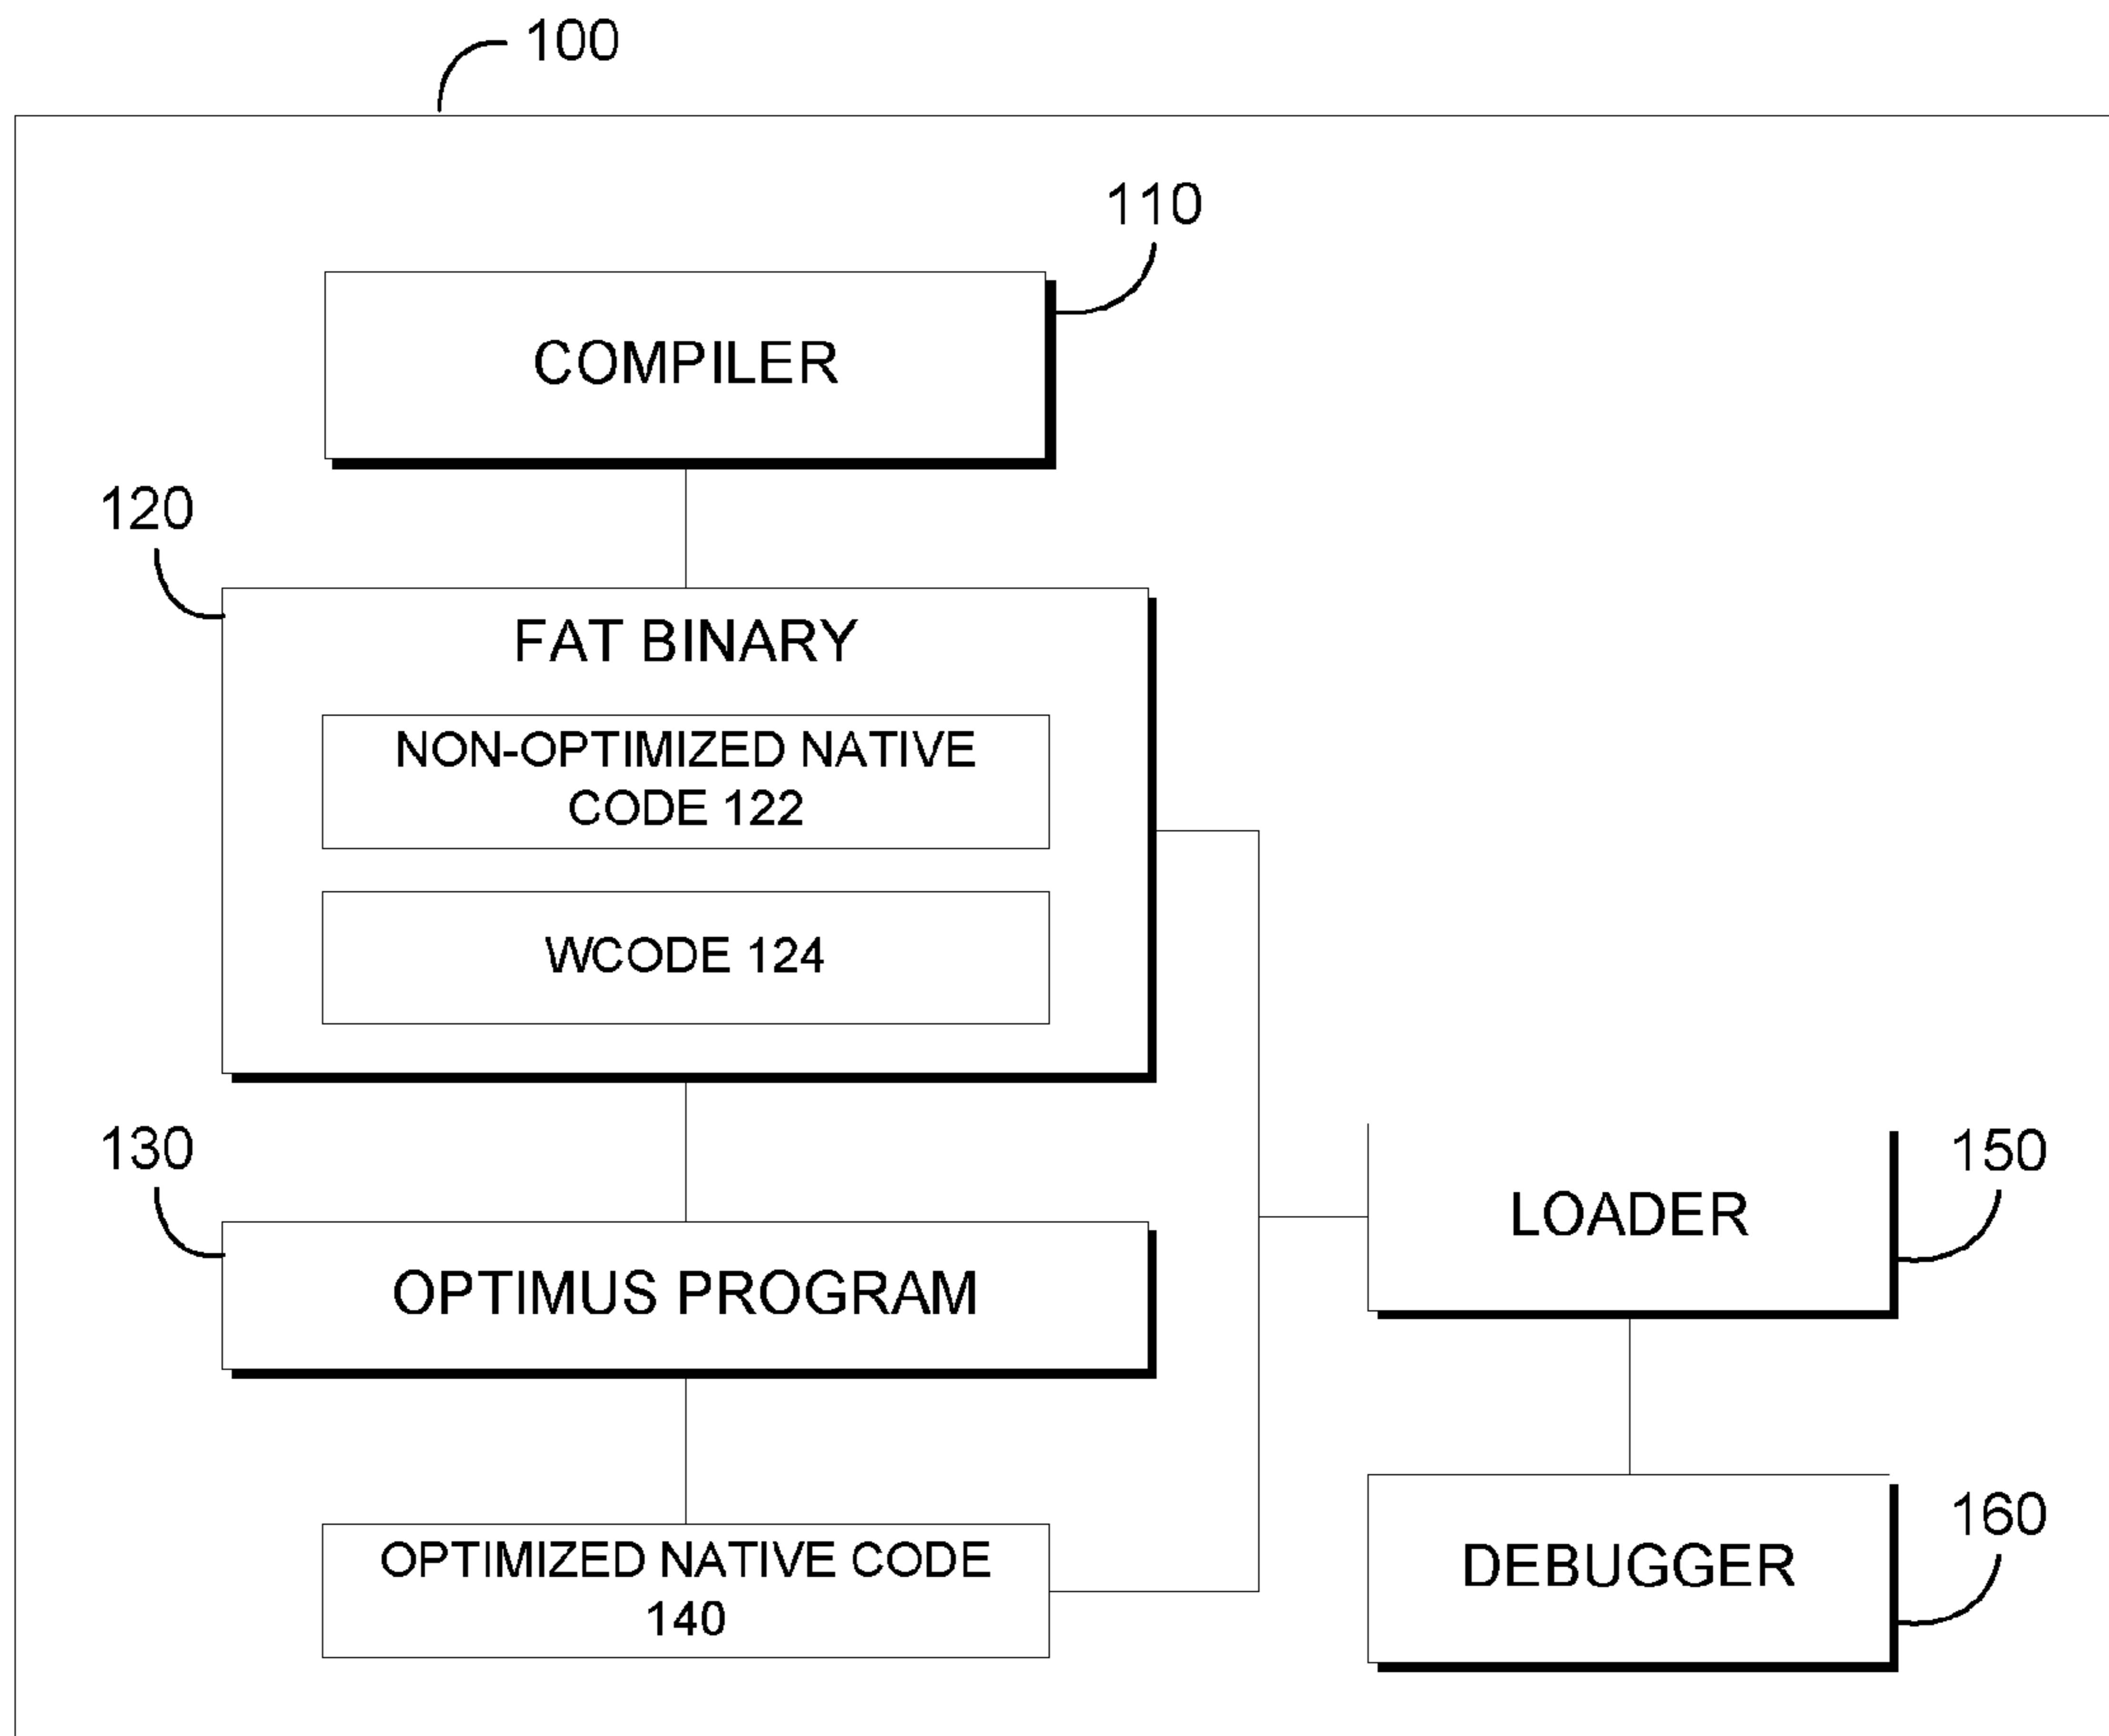 100
110
COMPILER
120
FAT BINARY
NON-OPTIMIZED NATIVE
CODE 122
WCODE 124
130
OPTIMUS PROGRAM
150
LOADER
OPTIMIZED NATIVE CODE
140
160
DEBUGGER